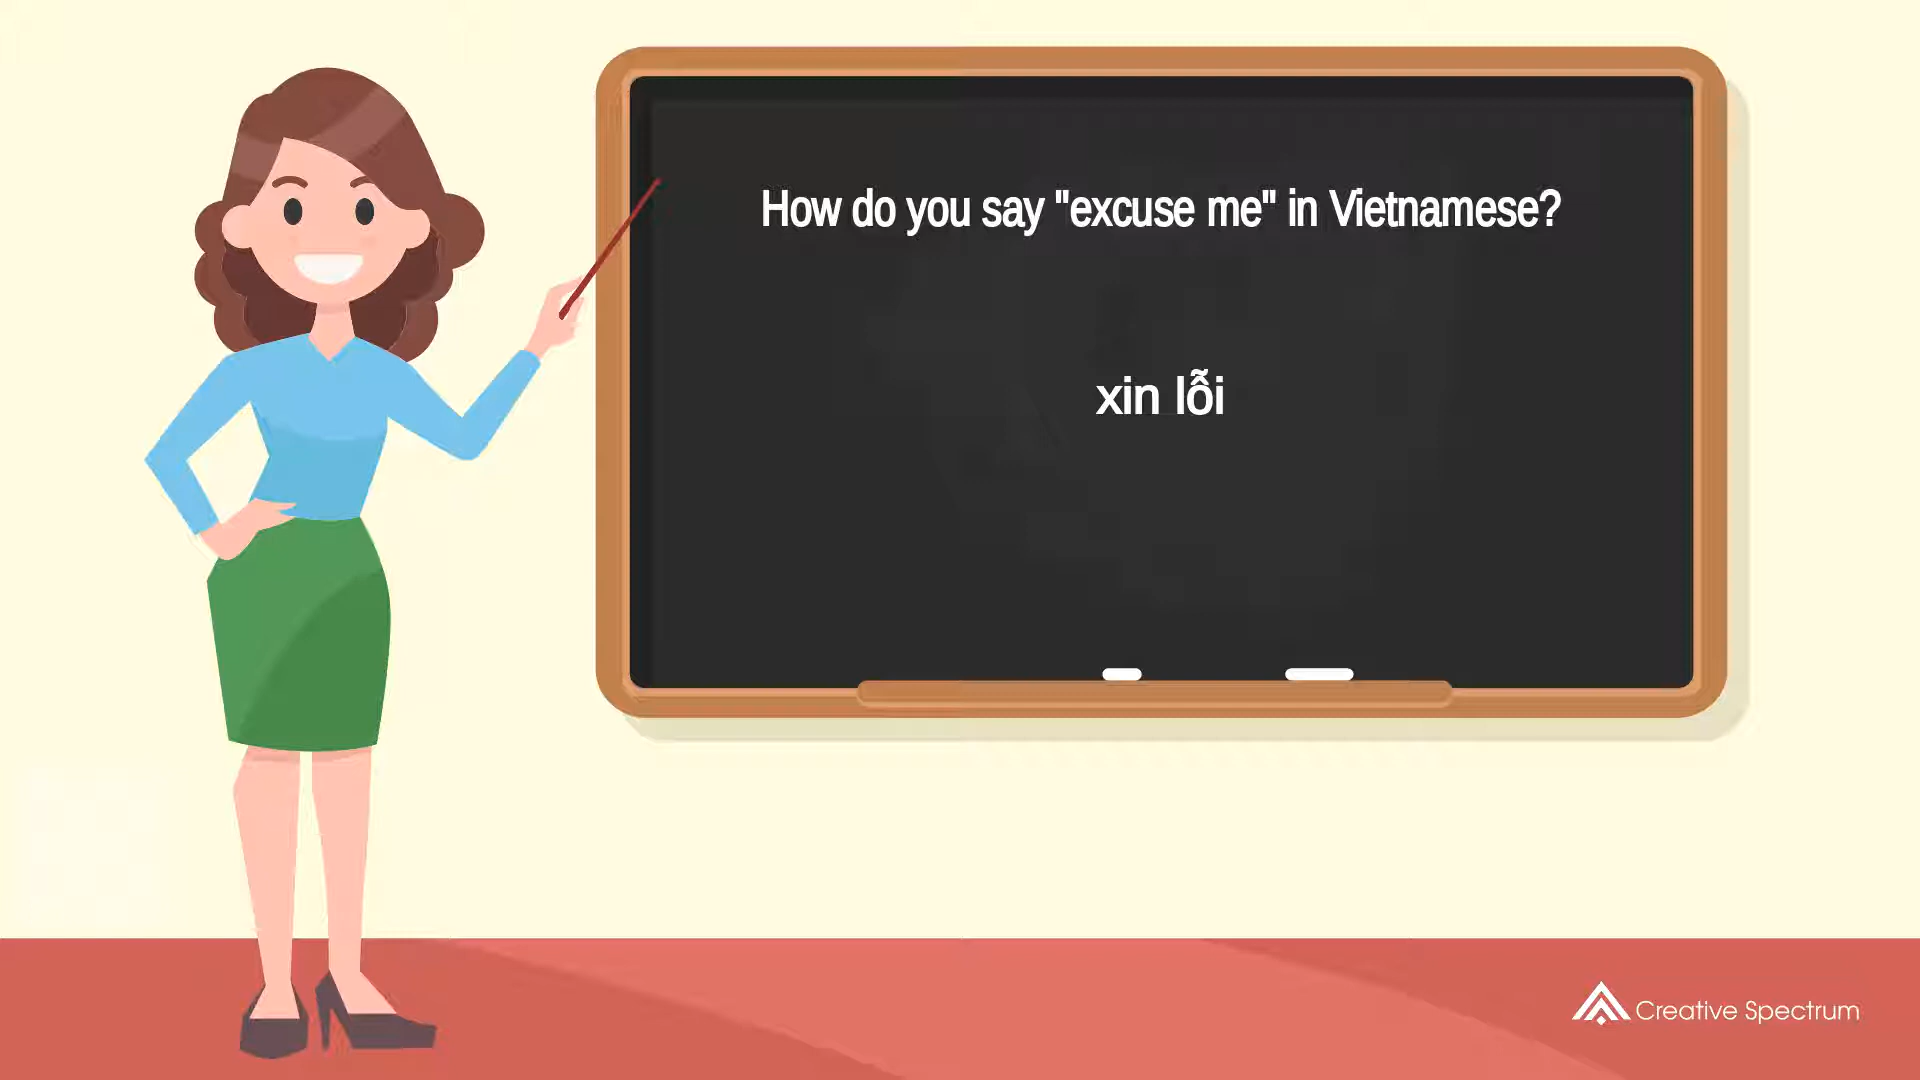 How do you say "excuse me" in Vietnamese?
xin lỗi
Creative Spectrum